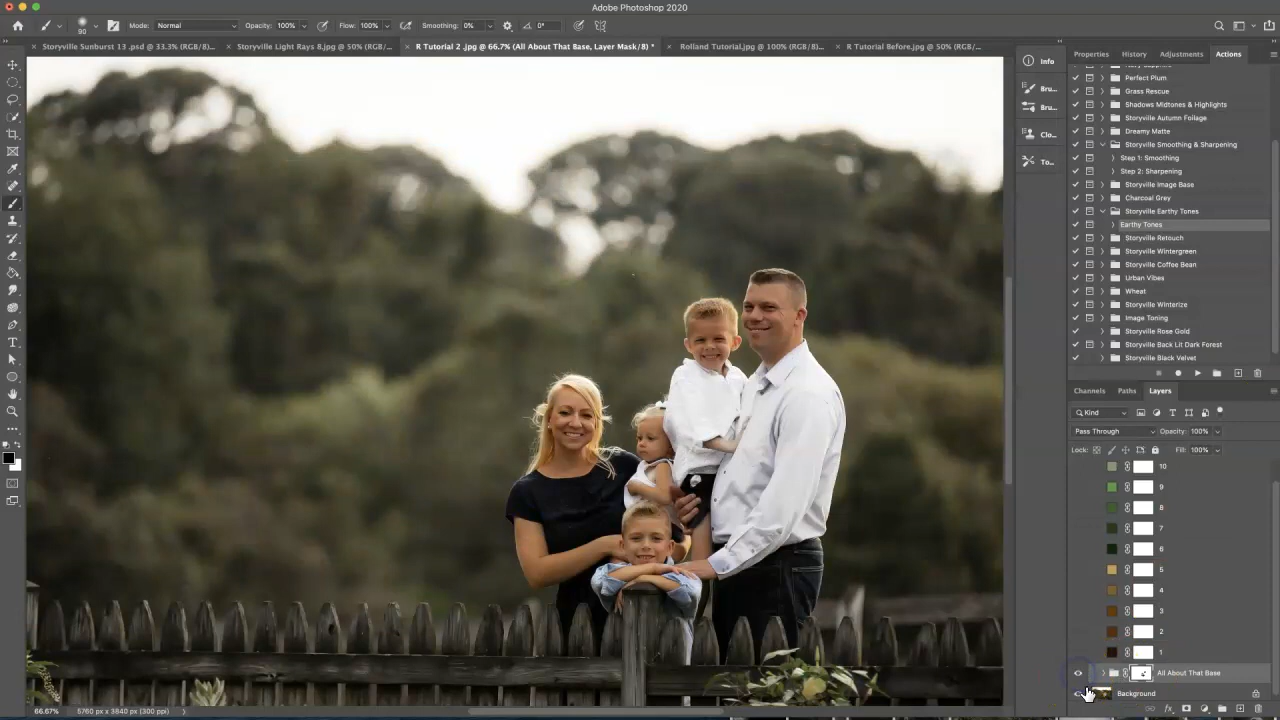 Adobe Photoshop 2020
90 Mode: Normal Opacity: 100% Flow: 100% Smoothing: 0% 0°
Storyville Sunburst 13 .psd @ 33.3% (RGB/8)... Storyville Light Rays 8.jpg @ 50% (RGB/... R Tutorial 2 .jpg @ 66.7% (All About That Base, Layer Mask/8) * Rolland Tutorial.jpg @ 100% (RGB/8)... R Tutorial Before.jpg @ 50% (RGB/...
Info
Bru...
Bru...
Clo...
To...
Properties History Adjustments Actions
Perfect Plum
Grass Rescue
Shadows Midtones & Highlights
Storyville Autumn Foilage
Dreamy Matte
Storyville Smoothing & Sharpening
Step 1: Smoothing
Step 2: Sharpening
Storyville Image Base
Charcoal Grey
Storyville Earthy Tones
Earthy Tones
Storyville Retouch
Storyville Wintergreen
Storyville Coffee Bean
Urban Vibes
Wheat
Storyville Winterize
Image Toning
Storyville Rose Gold
Storyville Back Lit Dark Forest
Storyville Black Velvet
Channels Paths Layers
Kind
Pass Through Opacity: 100%
Lock: Fill: 100%
10
9
8
7
6
5
4
3
2
1
All About That Base
Background
66.67% 5760 px x 3840 px (300 ppi)